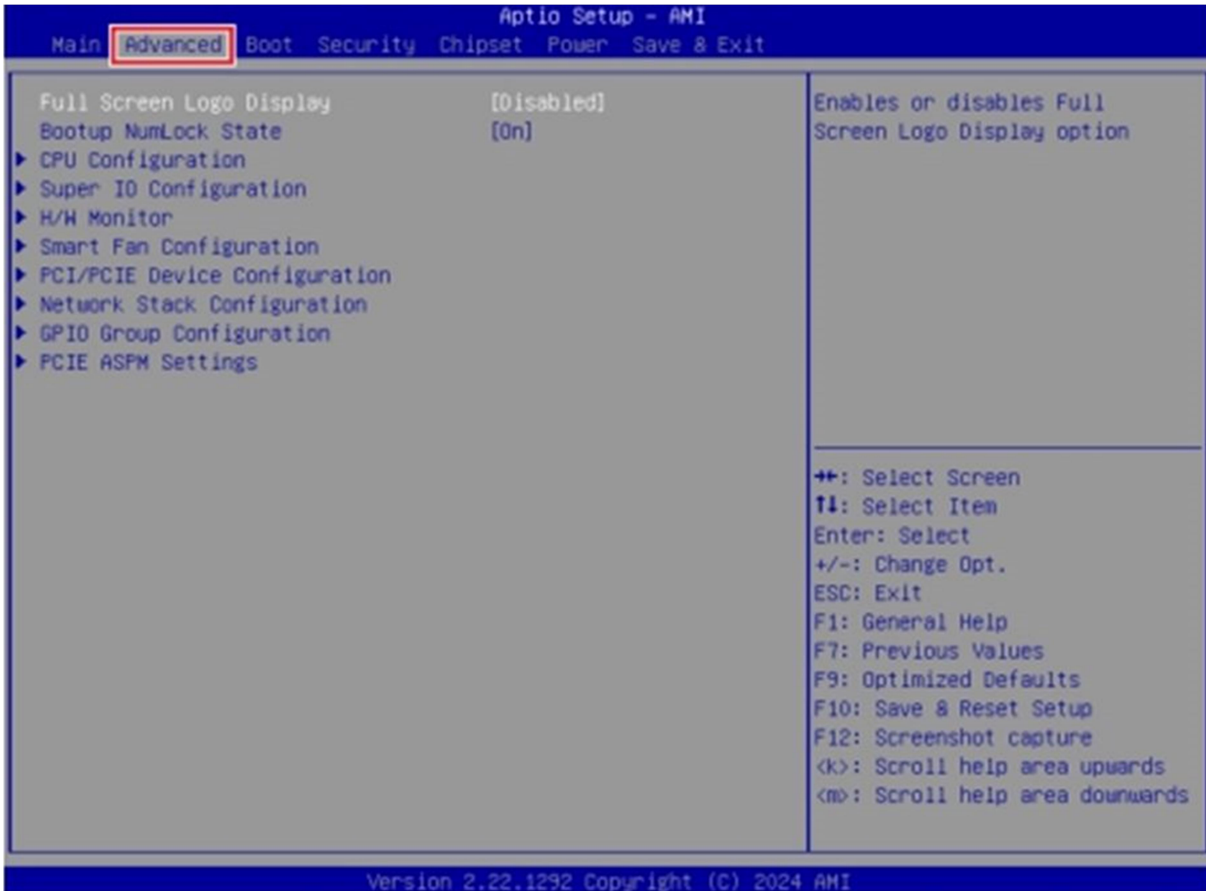 Aptio Setup – AMI
Main Advanced Boot Security Chipset Power Save & Exit
Full Screen Logo Display [Disabled]
Bootup NumLock State [On]
CPU Configuration
Super IO Configuration
H/W Monitor
Smart Fan Configuration
PCI/PCIE Device Configuration
Network Stack Configuration
GPIO Group Configuration
PCIE ASPM Settings
Enables or disables Full
Screen Logo Display option
→←: Select Screen
↑↓: Select Item
Enter: Select
+/-: Change Opt.
ESC: Exit
F1: General Help
F7: Previous Values
F9: Optimized Defaults
F10: Save & Reset Setup
F12: Screenshot capture
<k>: Scroll help area upwards
<m>: Scroll help area downwards
Version 2.22.1292 Copyright (C) 2024 AMI